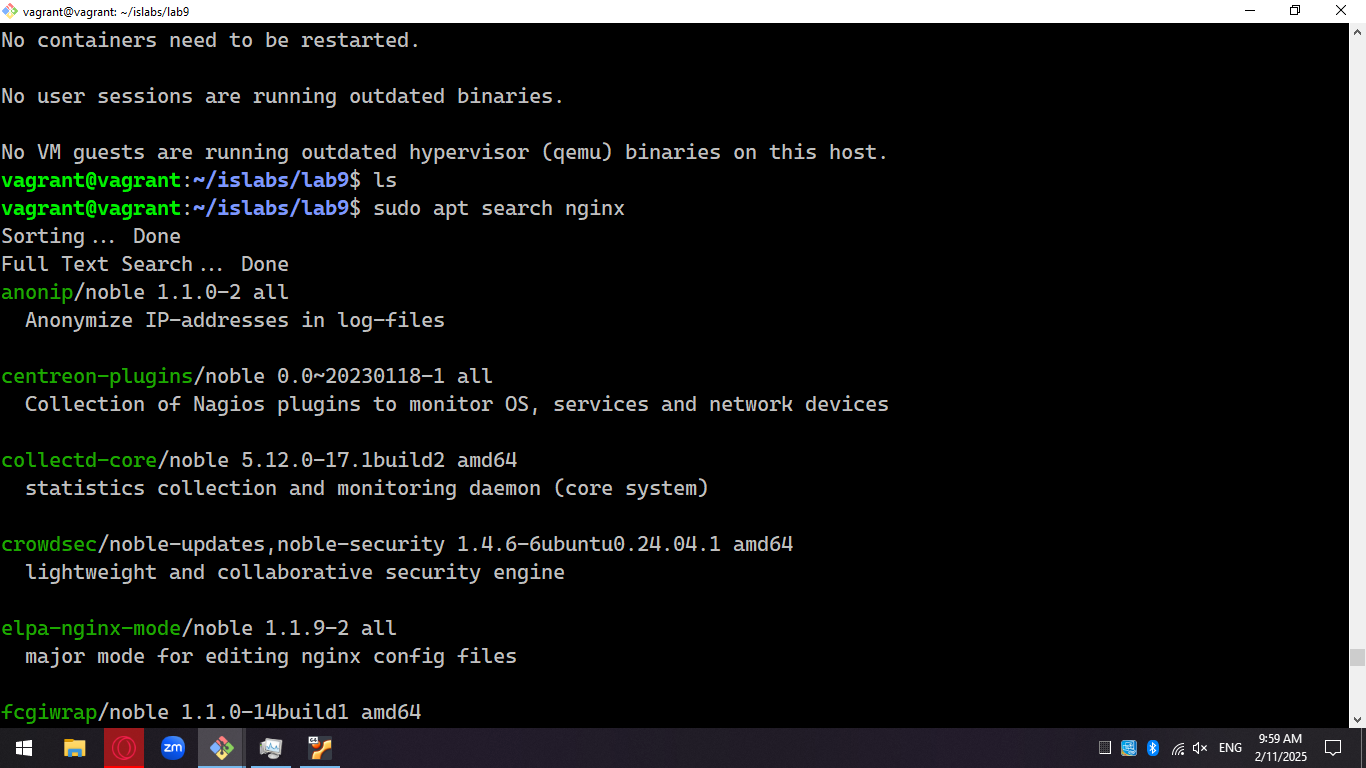 vagrant@vagrant: ~/islabs/lab9
No containers need to be restarted.
No user sessions are running outdated binaries.
No VM guests are running outdated hypervisor (qemu) binaries on this host.
vagrant@vagrant:~/islabs/lab9$ ls
vagrant@vagrant:~/islabs/lab9$ sudo apt search nginx
Sorting... Done
Full Text Search... Done
anonip/noble 1.1.0-2 all
  Anonymize IP-addresses in log-files
centreon-plugins/noble 0.0~20230118-1 all
  Collection of Nagios plugins to monitor OS, services and network devices
collectd-core/noble 5.12.0-17.1build2 amd64
  statistics collection and monitoring daemon (core system)
crowdsec/noble-updates,noble-security 1.4.6-6ubuntu0.24.04.1 amd64
  lightweight and collaborative security engine
elpa-nginx-mode/noble 1.1.9-2 all
  major mode for editing nginx config files
fcgiwrap/noble 1.1.0-14build1 amd64
zm
64
ENG
9:59 AM
2/11/2025